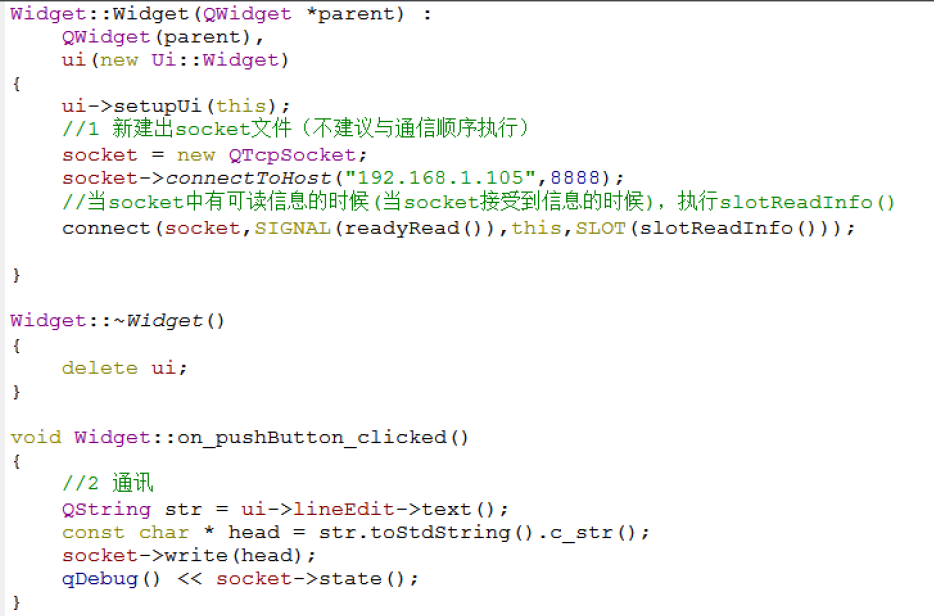 Widget::Widget(QWidget *parent) :
    QWidget(parent),
    ui(new Ui::Widget)
{
    ui->setupUi(this);
    //1 新建出socket文件（不建议与通信顺序执行）
    socket = new QTcpSocket;
    socket->connectToHost("192.168.1.105",8888);
    //当socket中有可读信息的时候(当socket接受到信息的时候)，执行slotReadInfo()
    connect(socket,SIGNAL(readyRead()),this,SLOT(slotReadInfo()));
}
Widget::~Widget()
{
    delete ui;
}
void Widget::on_pushButton_clicked()
{
    //2 通讯
    QString str = ui->lineEdit->text();
    const char * head = str.toStdString().c_str();
    socket->write(head);
    qDebug() << socket->state();
}